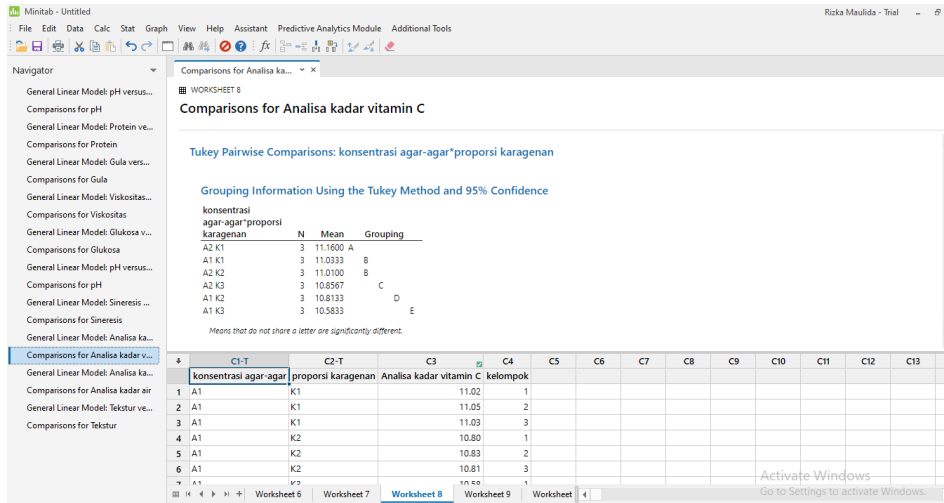 Minitab - Untitled
Rizka Maulida - Trial
File Edit Data Calc Stat Graph View Help Assistant Predictive Analytics Module Additional Tools
Navigator
Comparisons for Analisa ka...
General Linear Model: pH versus...
Comparisons for pH
General Linear Model: Protein ve...
Comparisons for Protein
General Linear Model: Gula vers...
Comparisons for Gula
General Linear Model: Viskositas...
Comparisons for Viskositas
General Linear Model: Glukosa v...
Comparisons for Glukosa
General Linear Model: pH versus...
Comparisons for pH
General Linear Model: Sineresis ...
Comparisons for Sineresis
General Linear Model: Analisa ka...
Comparisons for Analisa kadar v...
General Linear Model: Analisa ka...
Comparisons for Analisa kadar air
General Linear Model: Tekstur ve...
Comparisons for Tekstur
WORKSHEET 8
Comparisons for Analisa kadar vitamin C
Tukey Pairwise Comparisons: konsentrasi agar-agar*proporsi karagenan
Grouping Information Using the Tukey Method and 95% Confidence
konsentrasi
agar-agar*proporsi
karagenan N Mean Grouping
A2 K1 3 11.1600 A
A1 K1 3 11.0333 B
A2 K2 3 11.0100 B
A2 K3 3 10.8567 C
A1 K2 3 10.8133 D
A1 K3 3 10.5833 E
Means that do not share a letter are significantly different.
C1-T C2-T C3 C4 C5 C6 C7 C8 C9 C10 C11 C12 C13
konsentrasi agar-agar proporsi karagenan Analisa kadar vitamin C kelompok
1 A1 K1 11.02 1
2 A1 K1 11.05 2
3 A1 K1 11.03 3
4 A1 K2 10.80 1
5 A1 K2 10.83 2
6 A1 K2 10.81 3
7 A1 K3 10.58 1
Activate Windows
Go to Settings to activate Windows.
Worksheet 6 Worksheet 7 Worksheet 8 Worksheet 9 Worksheet